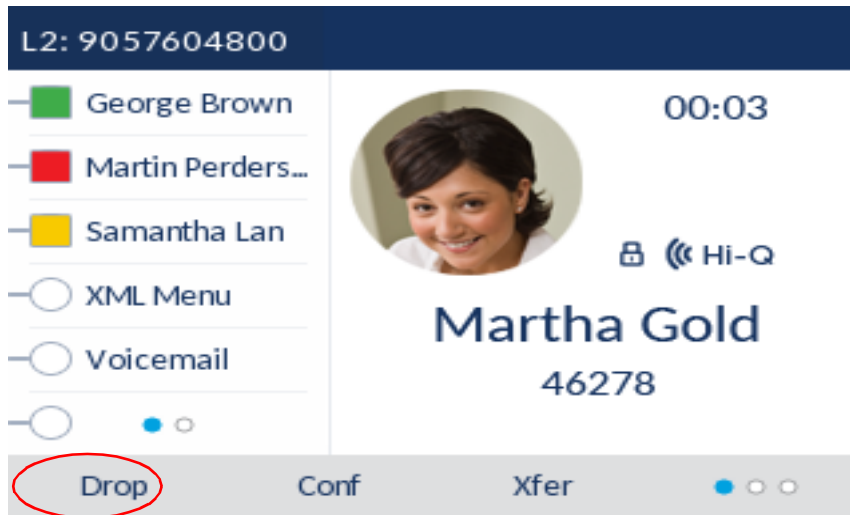 L2: 9057604800
George Brown
Martin Perders...
Samantha Lan
XML Menu
Voicemail
00:03
Hi-Q
Martha Gold
46278
Drop
Conf
Xfer